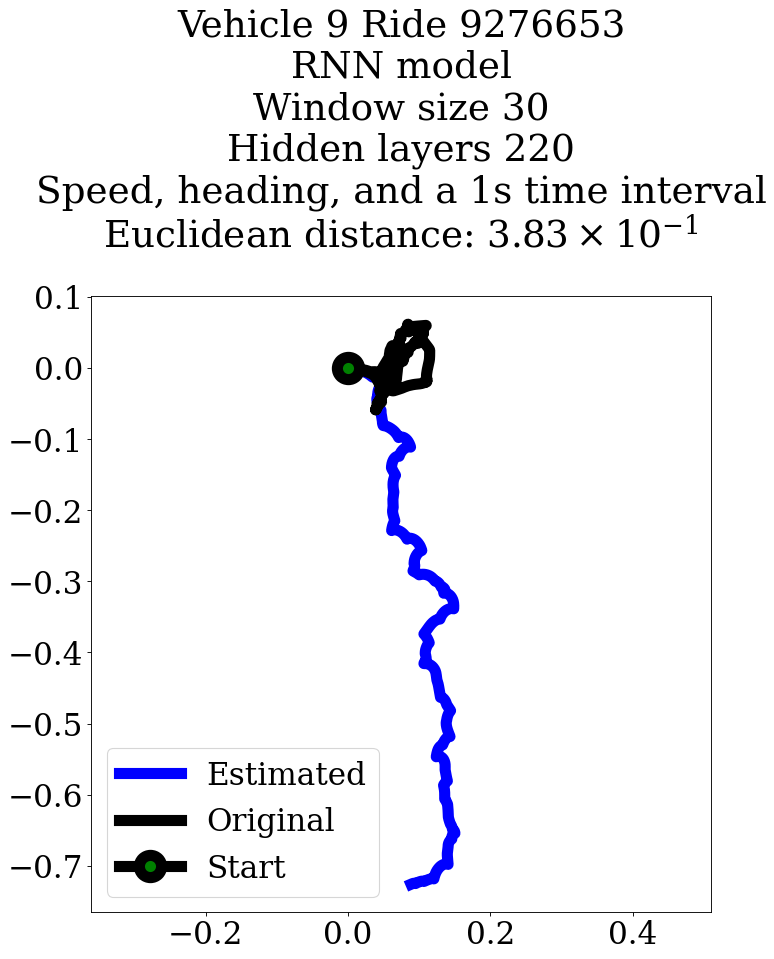 Vehicle 9 Ride 9276653
RNN model
Window size 30
Hidden layers 220
Speed, heading, and a 1s time interval
Euclidean distance: 3.83 × 10⁻¹
0.1
0.0
−0.1
−0.2
−0.3
−0.4
−0.5
−0.6
−0.7
Estimated
Original
Start
−0.2 0.0 0.2 0.4